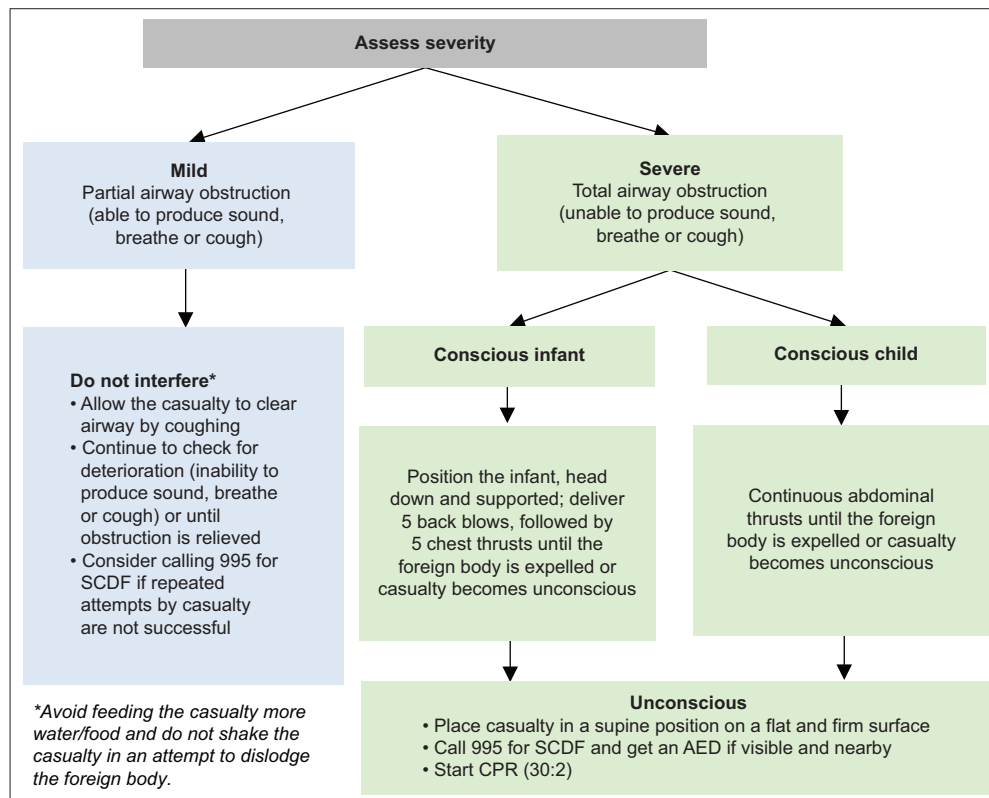 Assess severity
Mild
Partial airway obstruction
(able to produce sound,
breathe or cough)
Severe
Total airway obstruction
(unable to produce sound,
breathe or cough)
Do not interfere*
• Allow the casualty to clear
airway by coughing
• Continue to check for
deterioration (inability to
produce sound, breathe
or cough) or until
obstruction is relieved
• Consider calling 995 for
SCDF if repeated
attempts by casualty
are not successful
Conscious infant
Conscious child
Position the infant, head
down and supported; deliver
5 back blows, followed by
5 chest thrusts until the
foreign body is expelled or
casualty becomes unconscious
Continuous abdominal
thrusts until the foreign
body is expelled or casualty
becomes unconscious
Unconscious
• Place casualty in a supine position on a flat and firm surface
• Call 995 for SCDF and get an AED if visible and nearby
• Start CPR (30:2)
*Avoid feeding the casualty more
water/food and do not shake the
casualty in an attempt to dislodge
the foreign body.